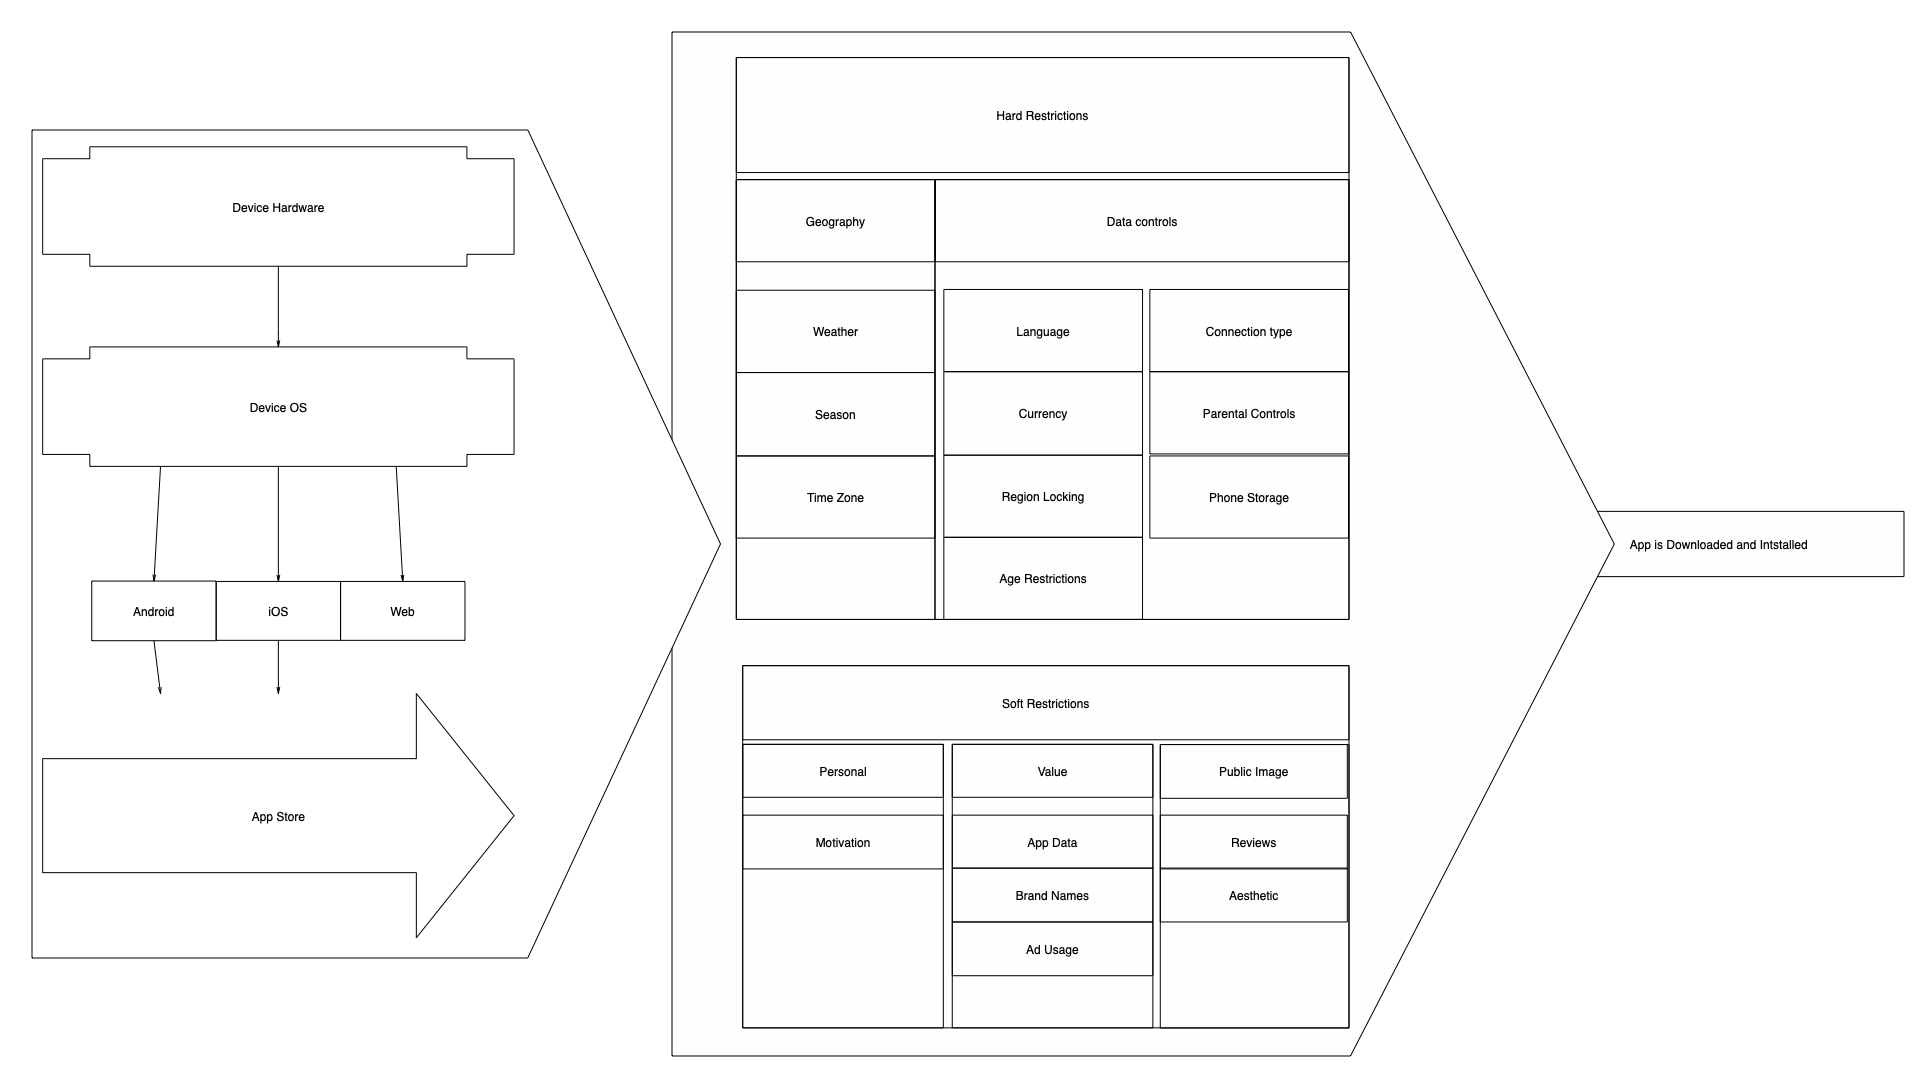 Device Hardware
Device OS
Android
iOS
Web
App Store
Hard Restrictions
Geography
Data controls
Weather
Language
Connection type
Season
Currency
Parental Controls
Time Zone
Region Locking
Phone Storage
Age Restrictions
Soft Restrictions
Personal
Value
Public Image
Motivation
App Data
Reviews
Brand Names
Aesthetic
Ad Usage
App is Downloaded and Intstalled